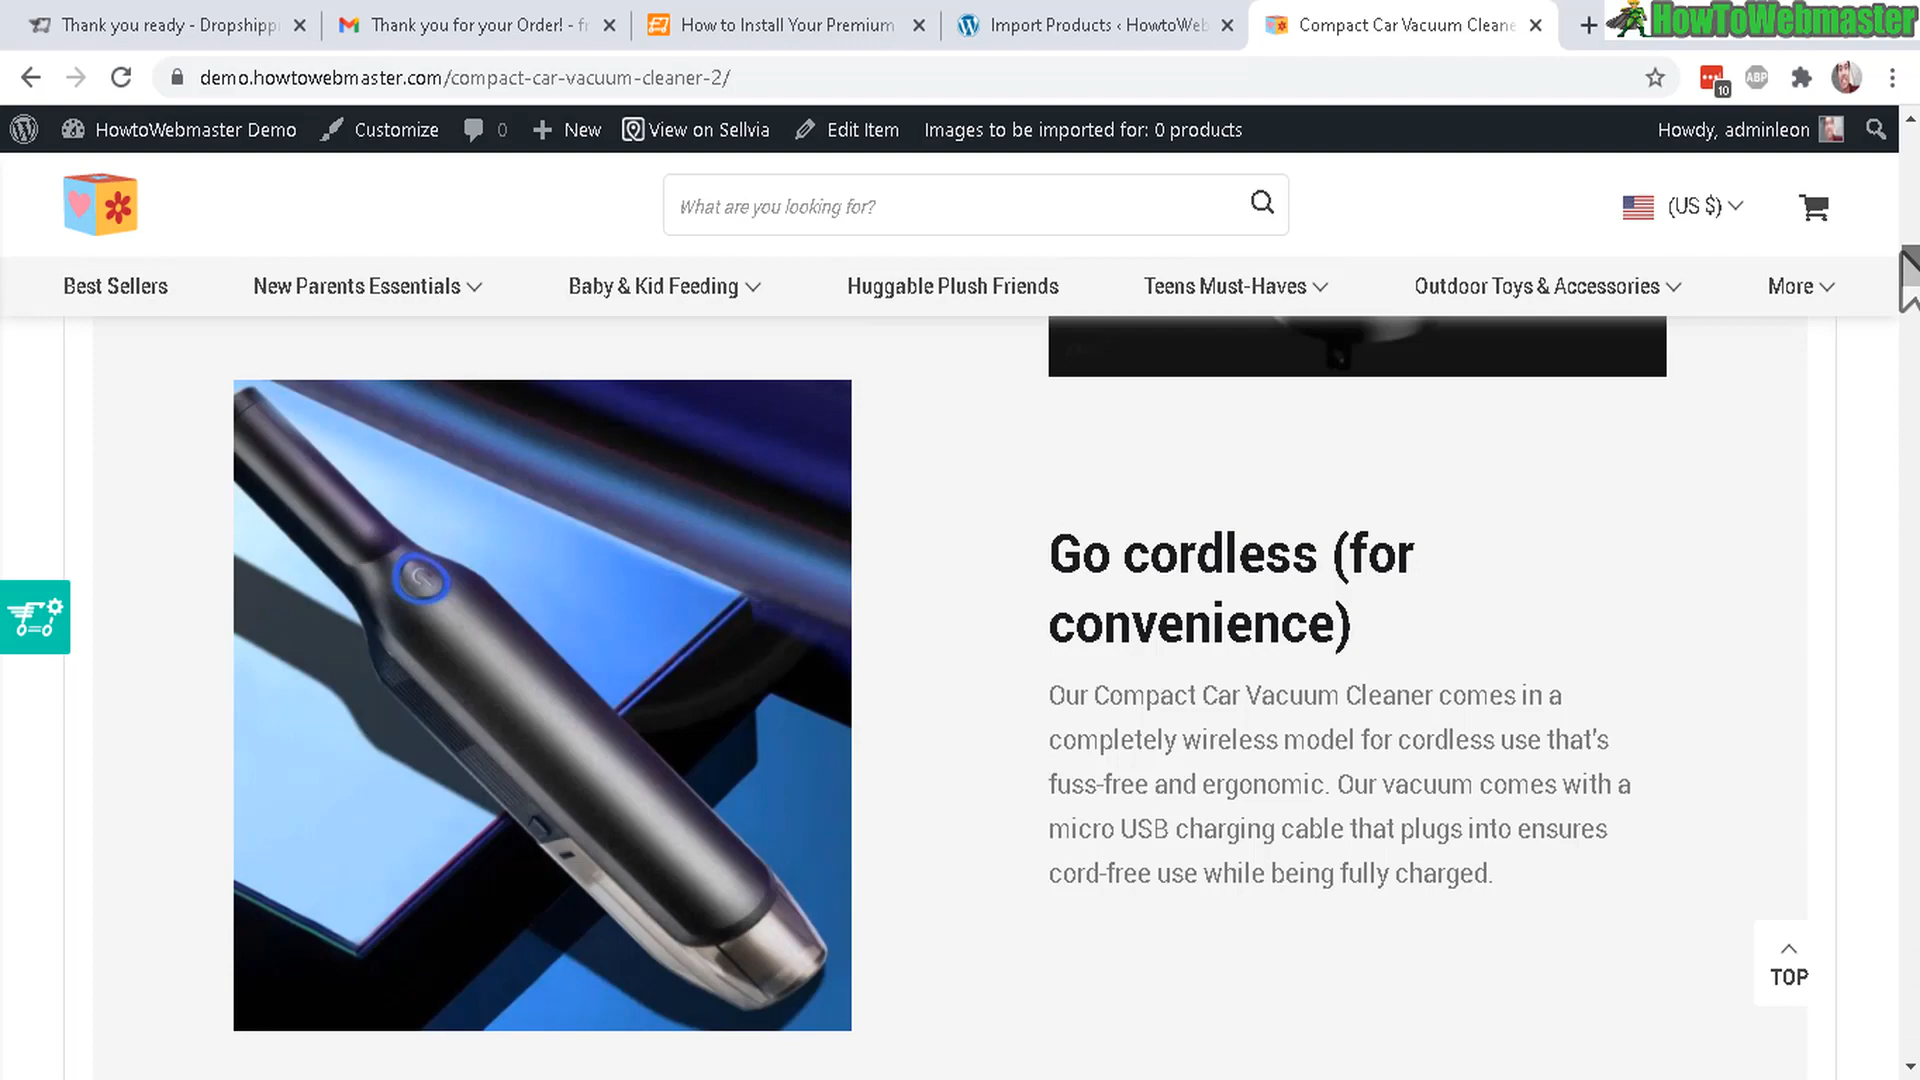 Thank you ready - Dropshipp
Thank you for your Order! - fr
How to Install Your Premium
Import Products ‹ HowtoWeb
Compact Car Vacuum Cleane
HowToWebmaster
demo.howtowebmaster.com/compact-car-vacuum-cleaner-2/
10
ABP
HowtoWebmaster Demo
Customize
0
New
View on Sellvia
Edit Item
Images to be imported for: 0 products
Howdy, adminleon
What are you looking for?
(US $)
Best Sellers
New Parents Essentials
Baby & Kid Feeding
Huggable Plush Friends
Teens Must-Haves
Outdoor Toys & Accessories
More
Go cordless (for
convenience)
Our Compact Car Vacuum Cleaner comes in a
completely wireless model for cordless use that's
fuss-free and ergonomic. Our vacuum comes with a
micro USB charging cable that plugs into ensures
cord-free use while being fully charged.
TOP